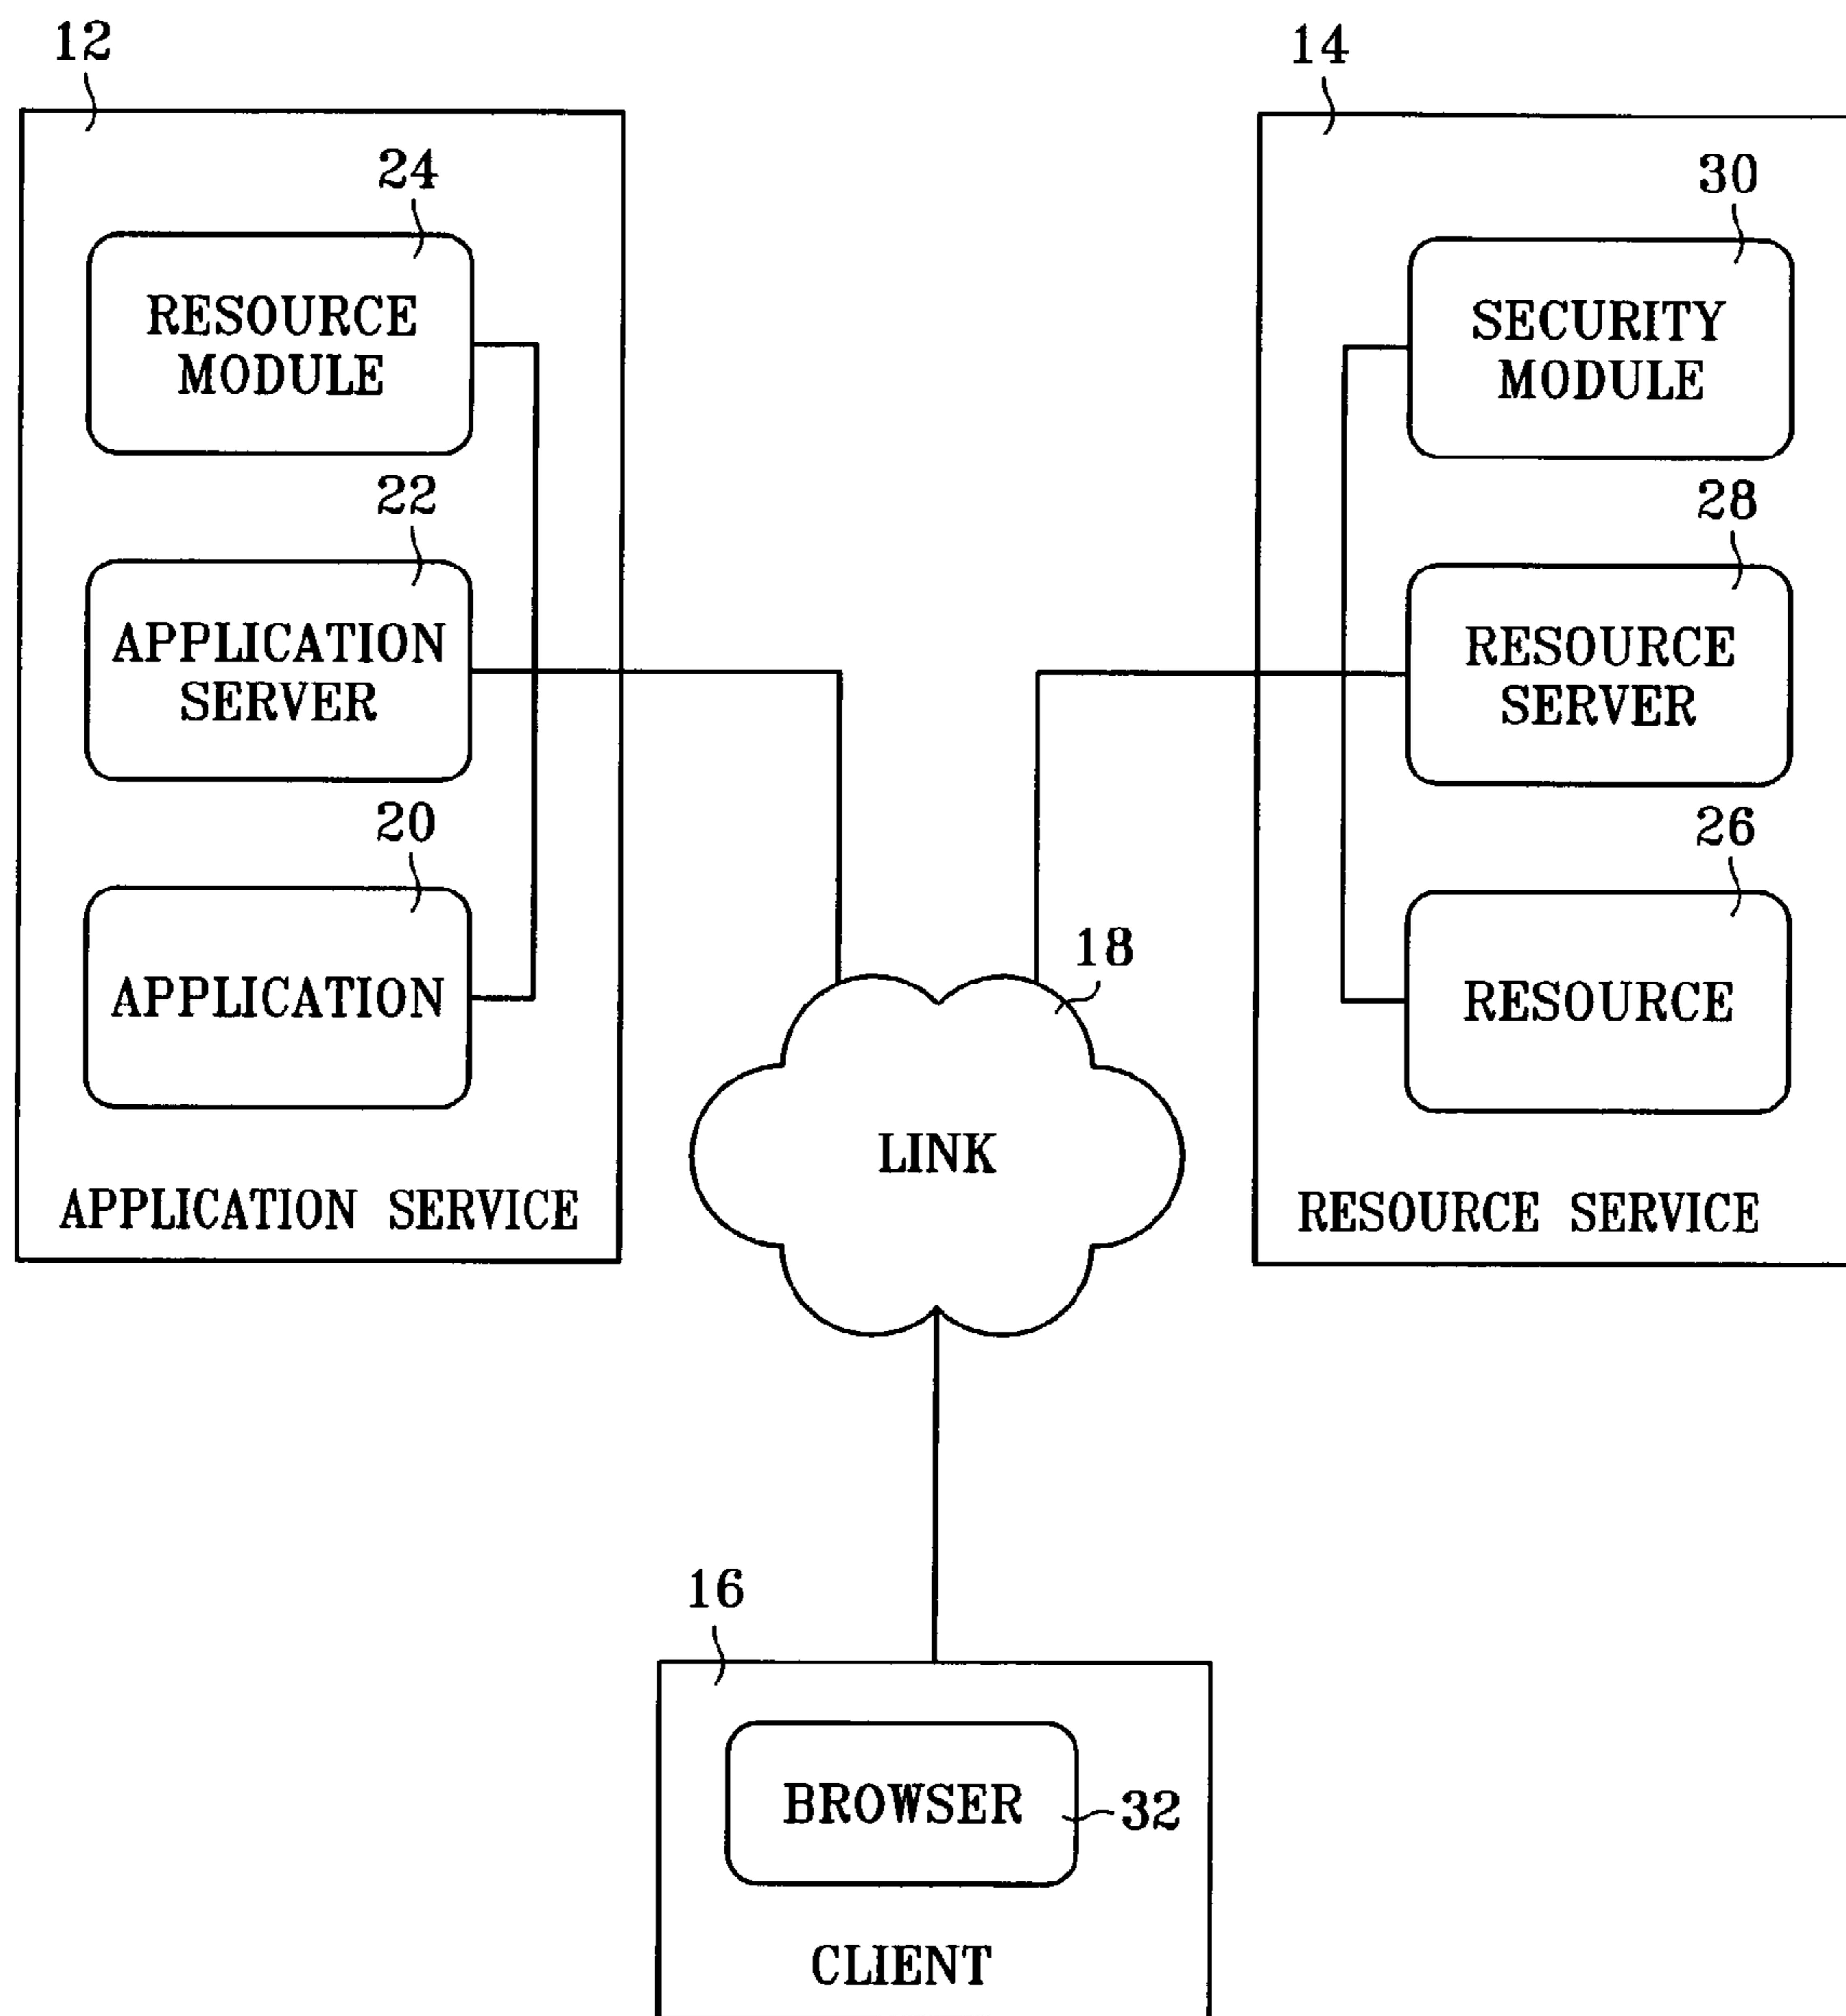 12
24
RESOURCE
MODULE
22
APPLICATION
SERVER
20
APPLICATION
APPLICATION SERVICE
14
30
SECURITY
MODULE
28
RESOURCE
SERVER
26
RESOURCE
RESOURCE SERVICE
18
LINK
16
BROWSER
32
CLIENT